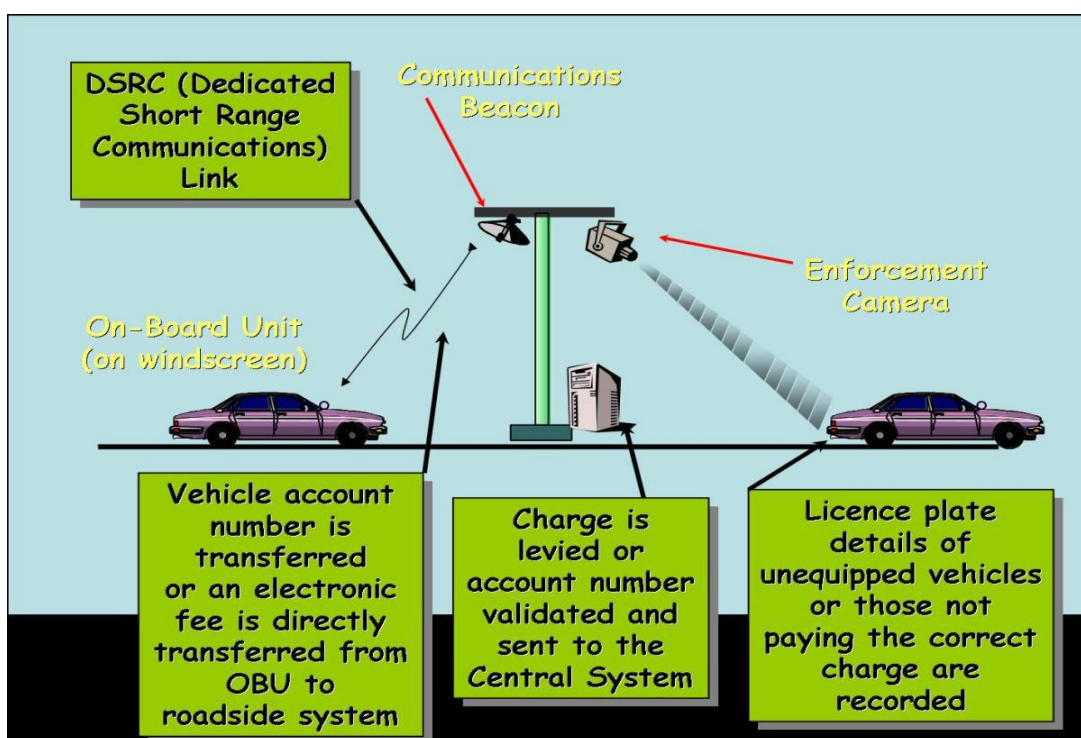 DSRC (Dedicated
Short Range
Communications)
Link
Communications
Beacon
Enforcement
Camera
On-Board Unit
(on windscreen)
Vehicle account
number is
transferred
or an electronic
fee is directly
transferred from
OBU to
roadside system
Charge is
levied or
account number
validated and
sent to the
Central System
Licence plate
details of
unequipped vehicles
or those not
paying the correct
charge are
recorded